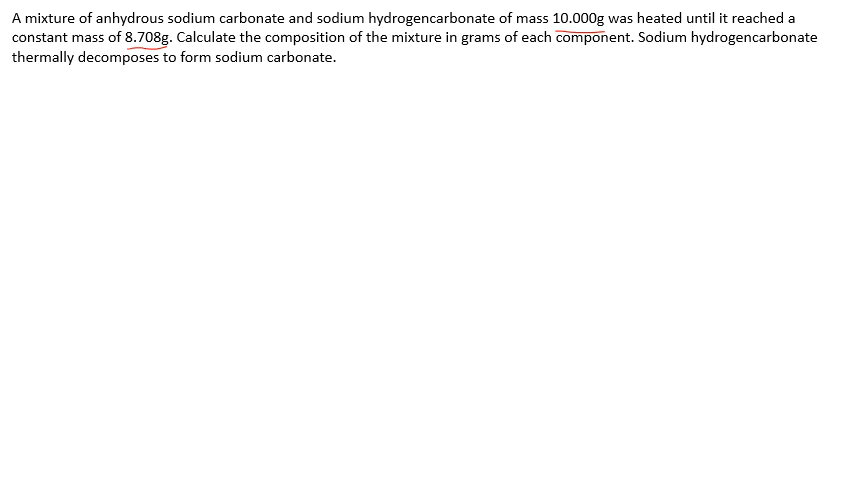 A mixture of anhydrous sodium carbonate and sodium hydrogencarbonate of mass 10.000g was heated until it reached a
constant mass of 8.708g. Calculate the composition of the mixture in grams of each component. Sodium hydrogencarbonate
thermally decomposes to form sodium carbonate.